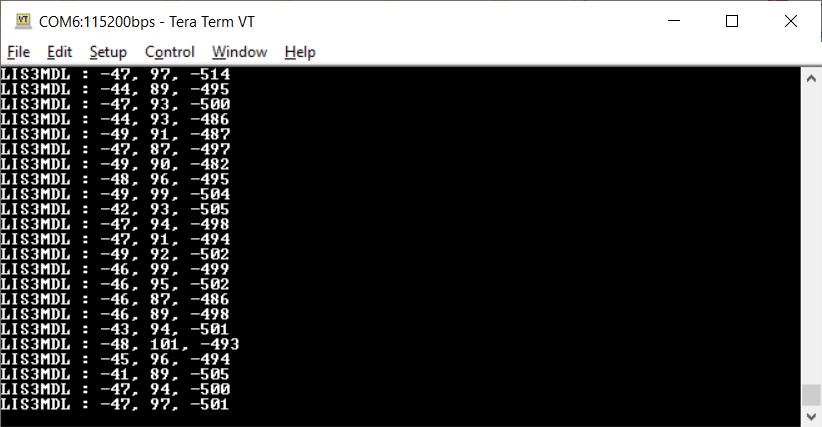 COM6:115200bps - Tera Term VT
File Edit Setup Control Window Help
LIS3MDL : -47, 97, -514
LIS3MDL : -44, 89, -495
LIS3MDL : -47, 93, -500
LIS3MDL : -44, 93, -486
LIS3MDL : -49, 91, -487
LIS3MDL : -47, 87, -497
LIS3MDL : -49, 90, -482
LIS3MDL : -48, 96, -495
LIS3MDL : -49, 99, -504
LIS3MDL : -42, 93, -505
LIS3MDL : -47, 94, -498
LIS3MDL : -47, 91, -494
LIS3MDL : -49, 92, -502
LIS3MDL : -46, 99, -499
LIS3MDL : -46, 95, -502
LIS3MDL : -46, 87, -486
LIS3MDL : -46, 89, -498
LIS3MDL : -43, 94, -501
LIS3MDL : -48, 101, -493
LIS3MDL : -45, 96, -494
LIS3MDL : -41, 89, -505
LIS3MDL : -47, 94, -500
LIS3MDL : -47, 97, -501